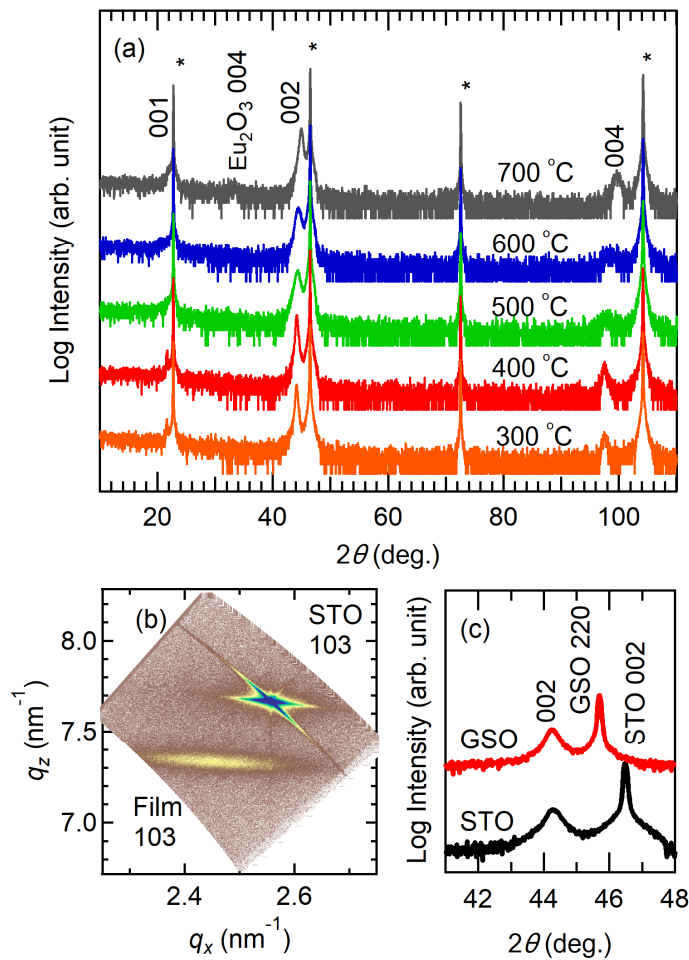 (a)
001
*
Eu₂O₃ 004
002
*
*
004
*
700 °C
600 °C
500 °C
400 °C
300 °C
Log Intensity (arb. unit)
20
40
60
80
100
2θ (deg.)
(b)
STO
103
8.0
7.5
7.0
Film
103
qz (nm⁻¹)
2.4
2.6
qx (nm⁻¹)
(c)
002
GSO 220
STO 002
GSO
STO
Log Intensity (arb. unit)
42
44
46
48
2θ (deg.)